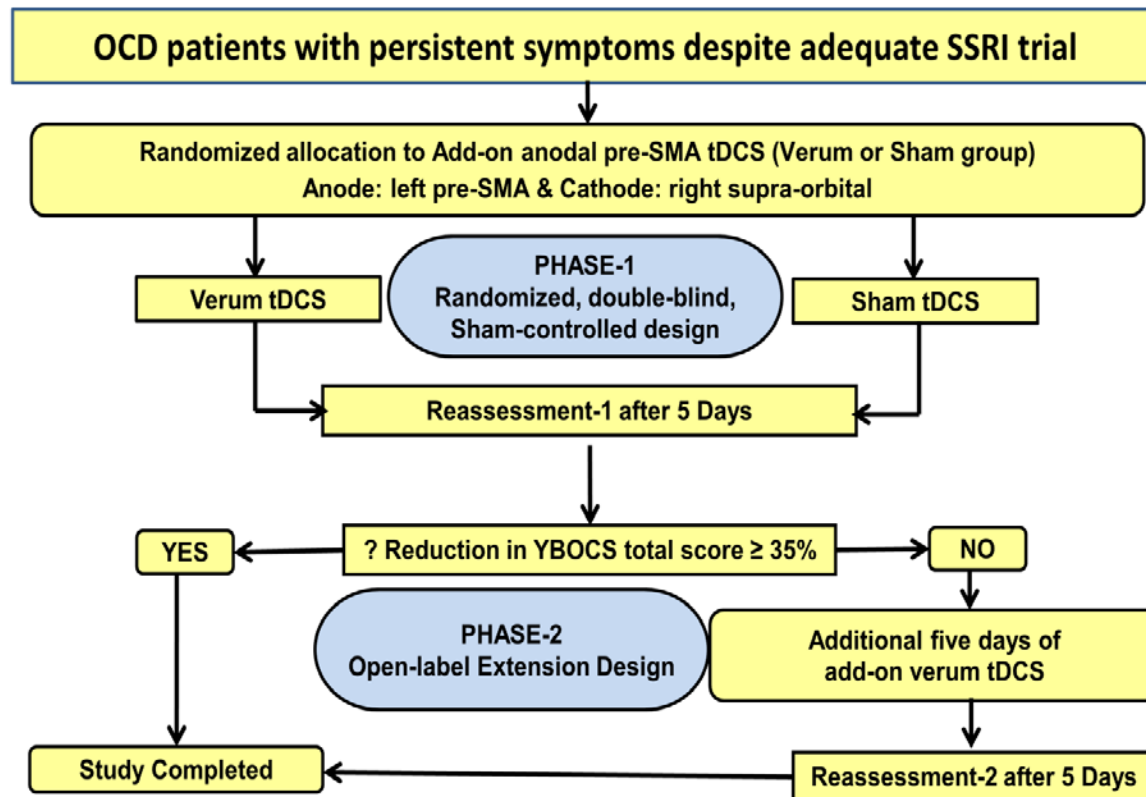 OCD patients with persistent symptoms despite adequate SSRI trial
Randomized allocation to Add-on anodal pre-SMA tDCS (Verum or Sham group)
Anode: left pre-SMA & Cathode: right supra-orbital
PHASE-1
Randomized, double-blind,
Sham-controlled design
Verum tDCS
Sham tDCS
Reassessment-1 after 5 Days
YES
? Reduction in YBOCS total score ≥ 35%
NO
PHASE-2
Open-label Extension Design
Additional five days of
add-on verum tDCS
Study Completed
Reassessment-2 after 5 Days